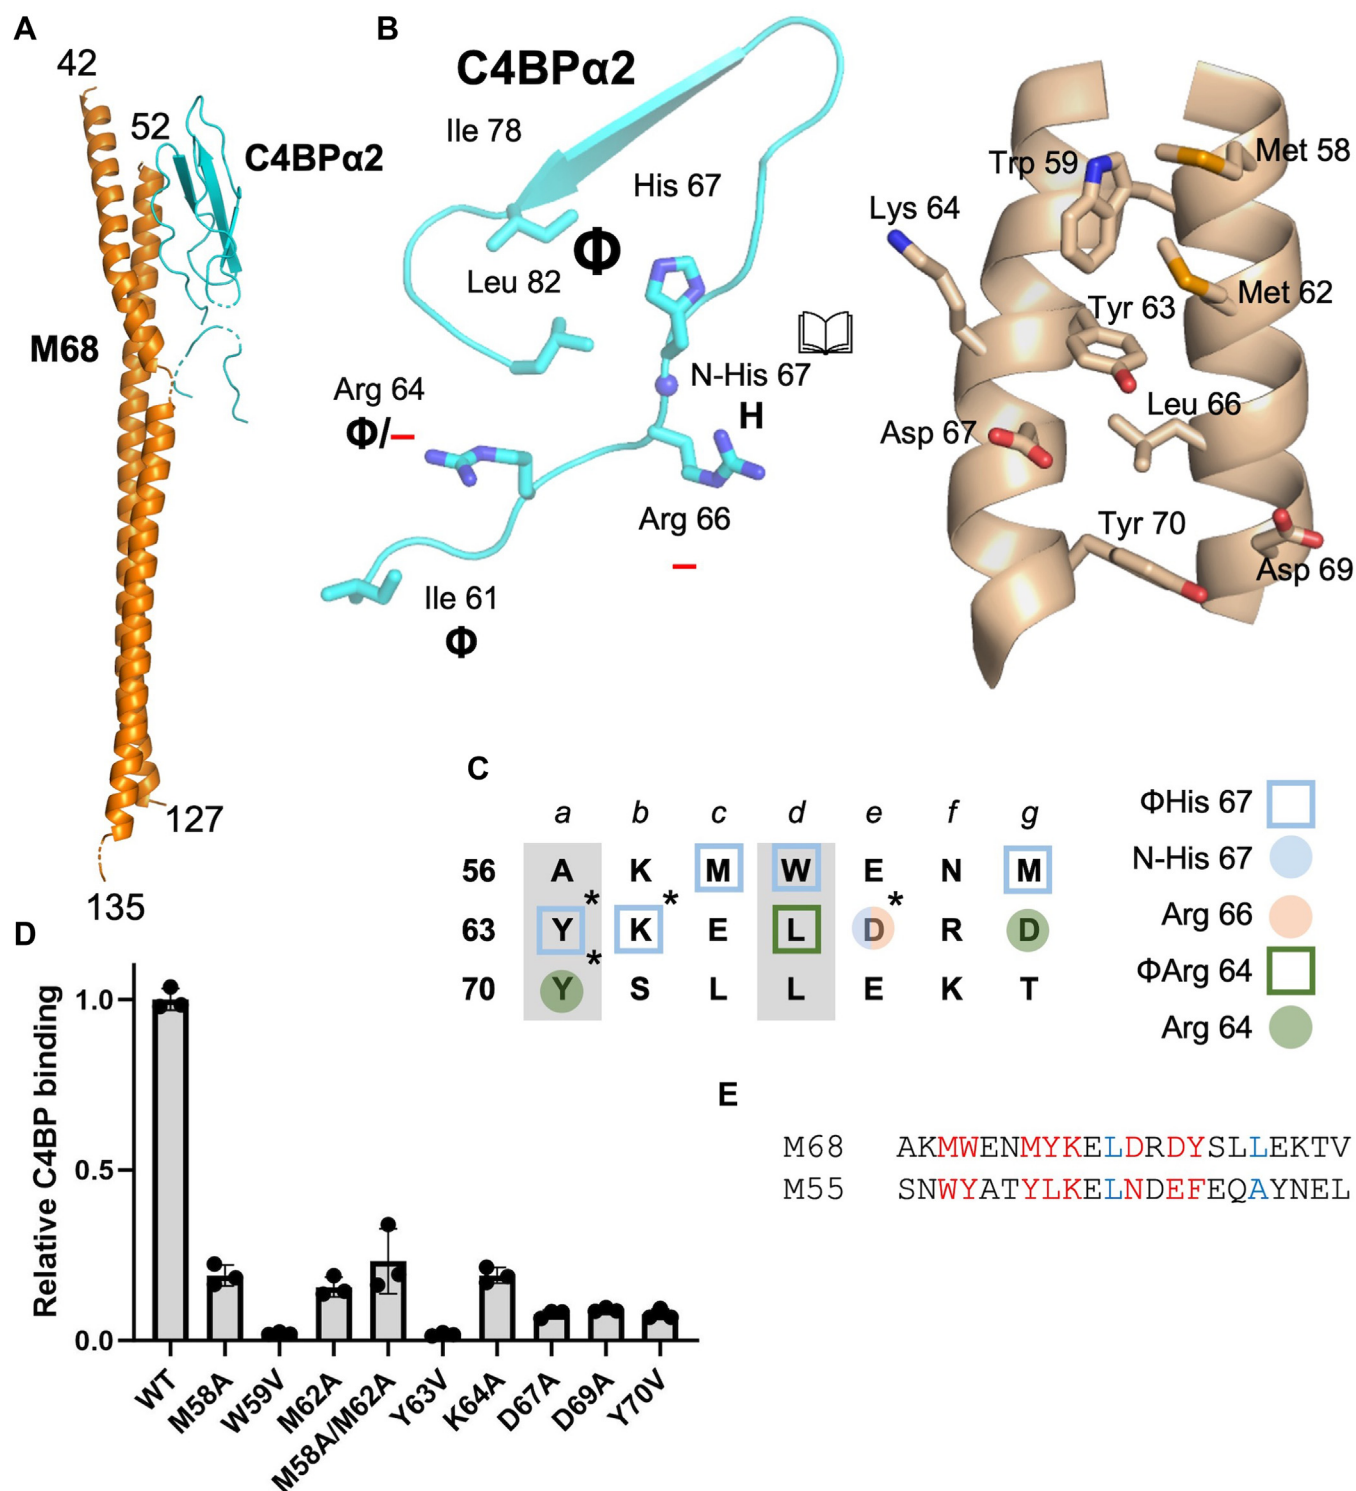 A
42
52
C4BPα2
M68
127
135
B
C4BPα2
Ile 78
His 67
Φ
Leu 82
N-His 67
H
Arg 64
Φ/–
Arg 66
–
Ile 61
Φ
Trp 59
Met 58
Lys 64
Met 62
Tyr 63
Leu 66
Asp 67
Tyr 70
Asp 69
C
a b c d e f g
56 A K M W E N M
* * *
63 Y K E L D R D
*
70 Y S L L E K T
ΦHis 67
N-His 67
Arg 66
ΦArg 64
Arg 64
D
Relative C4BP binding
1.0
0.5
0.0
WT
M58A
W59V
M62A
M58A/M62A
Y63V
K64A
D67A
D69A
Y70V
E
M68 AKMWENMYKELDRDYSLLEKTV
M55 SNWYATYLKELNDEFEQAYNEL